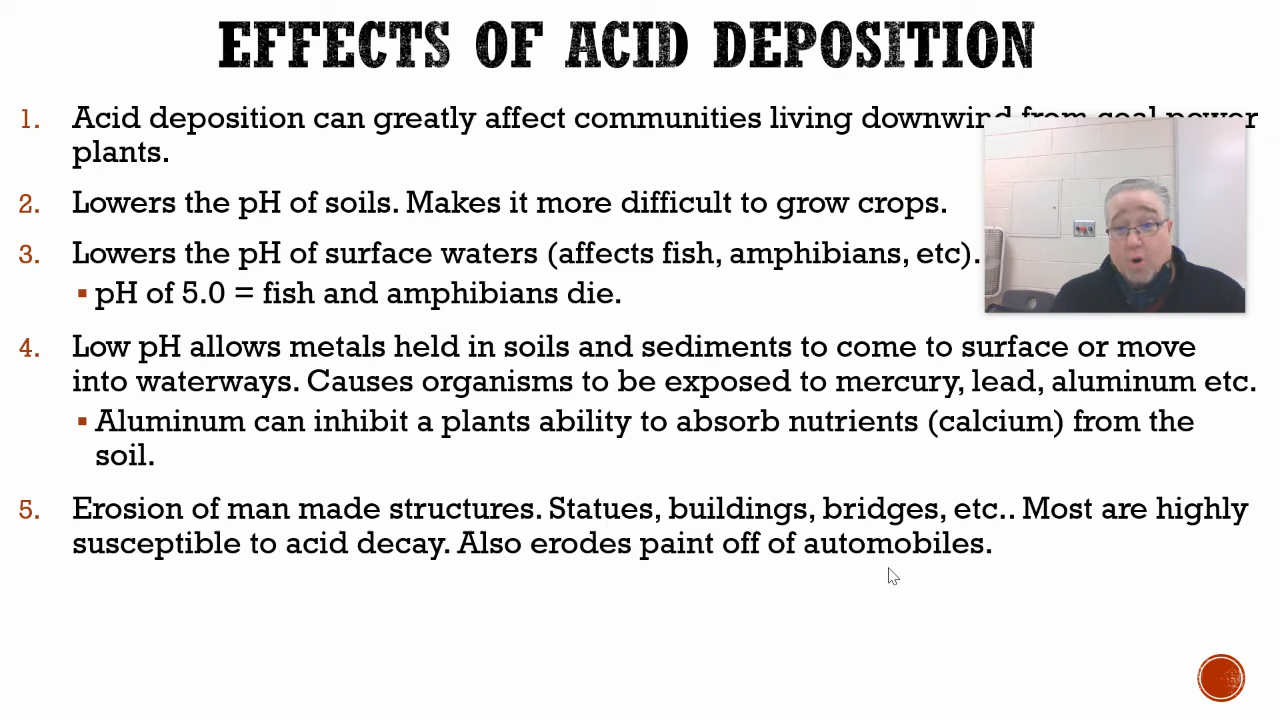 EFFECTS OF ACID DEPOSITION
1. Acid deposition can greatly affect communities living downwind from coal power
plants.
2. Lowers the pH of soils. Makes it more difficult to grow crops.
3. Lowers the pH of surface waters (affects fish, amphibians, etc).
▪ pH of 5.0 = fish and amphibians die.
4. Low pH allows metals held in soils and sediments to come to surface or move
into waterways. Causes organisms to be exposed to mercury, lead, aluminum etc.
▪ Aluminum can inhibit a plants ability to absorb nutrients (calcium) from the
soil.
5. Erosion of man made structures. Statues, buildings, bridges, etc.. Most are highly
susceptible to acid decay. Also erodes paint off of automobiles.